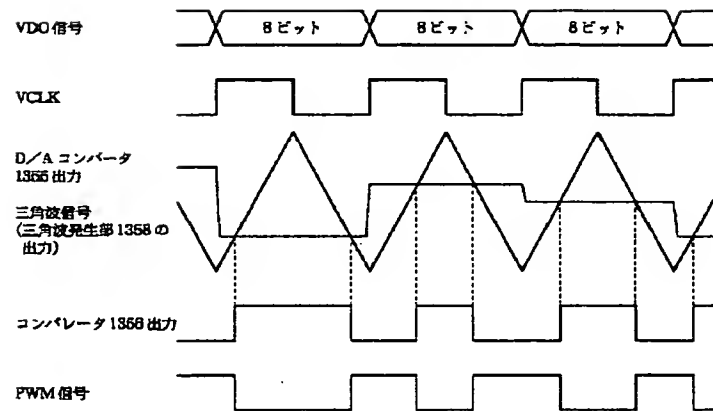 VDO信号
8ビット
8ビット
8ビット
VCLK
D/Aコンバータ
1355出力
三角波信号
(三角波発生部1358の
出力)
コンパレータ1356出力
PWM信号